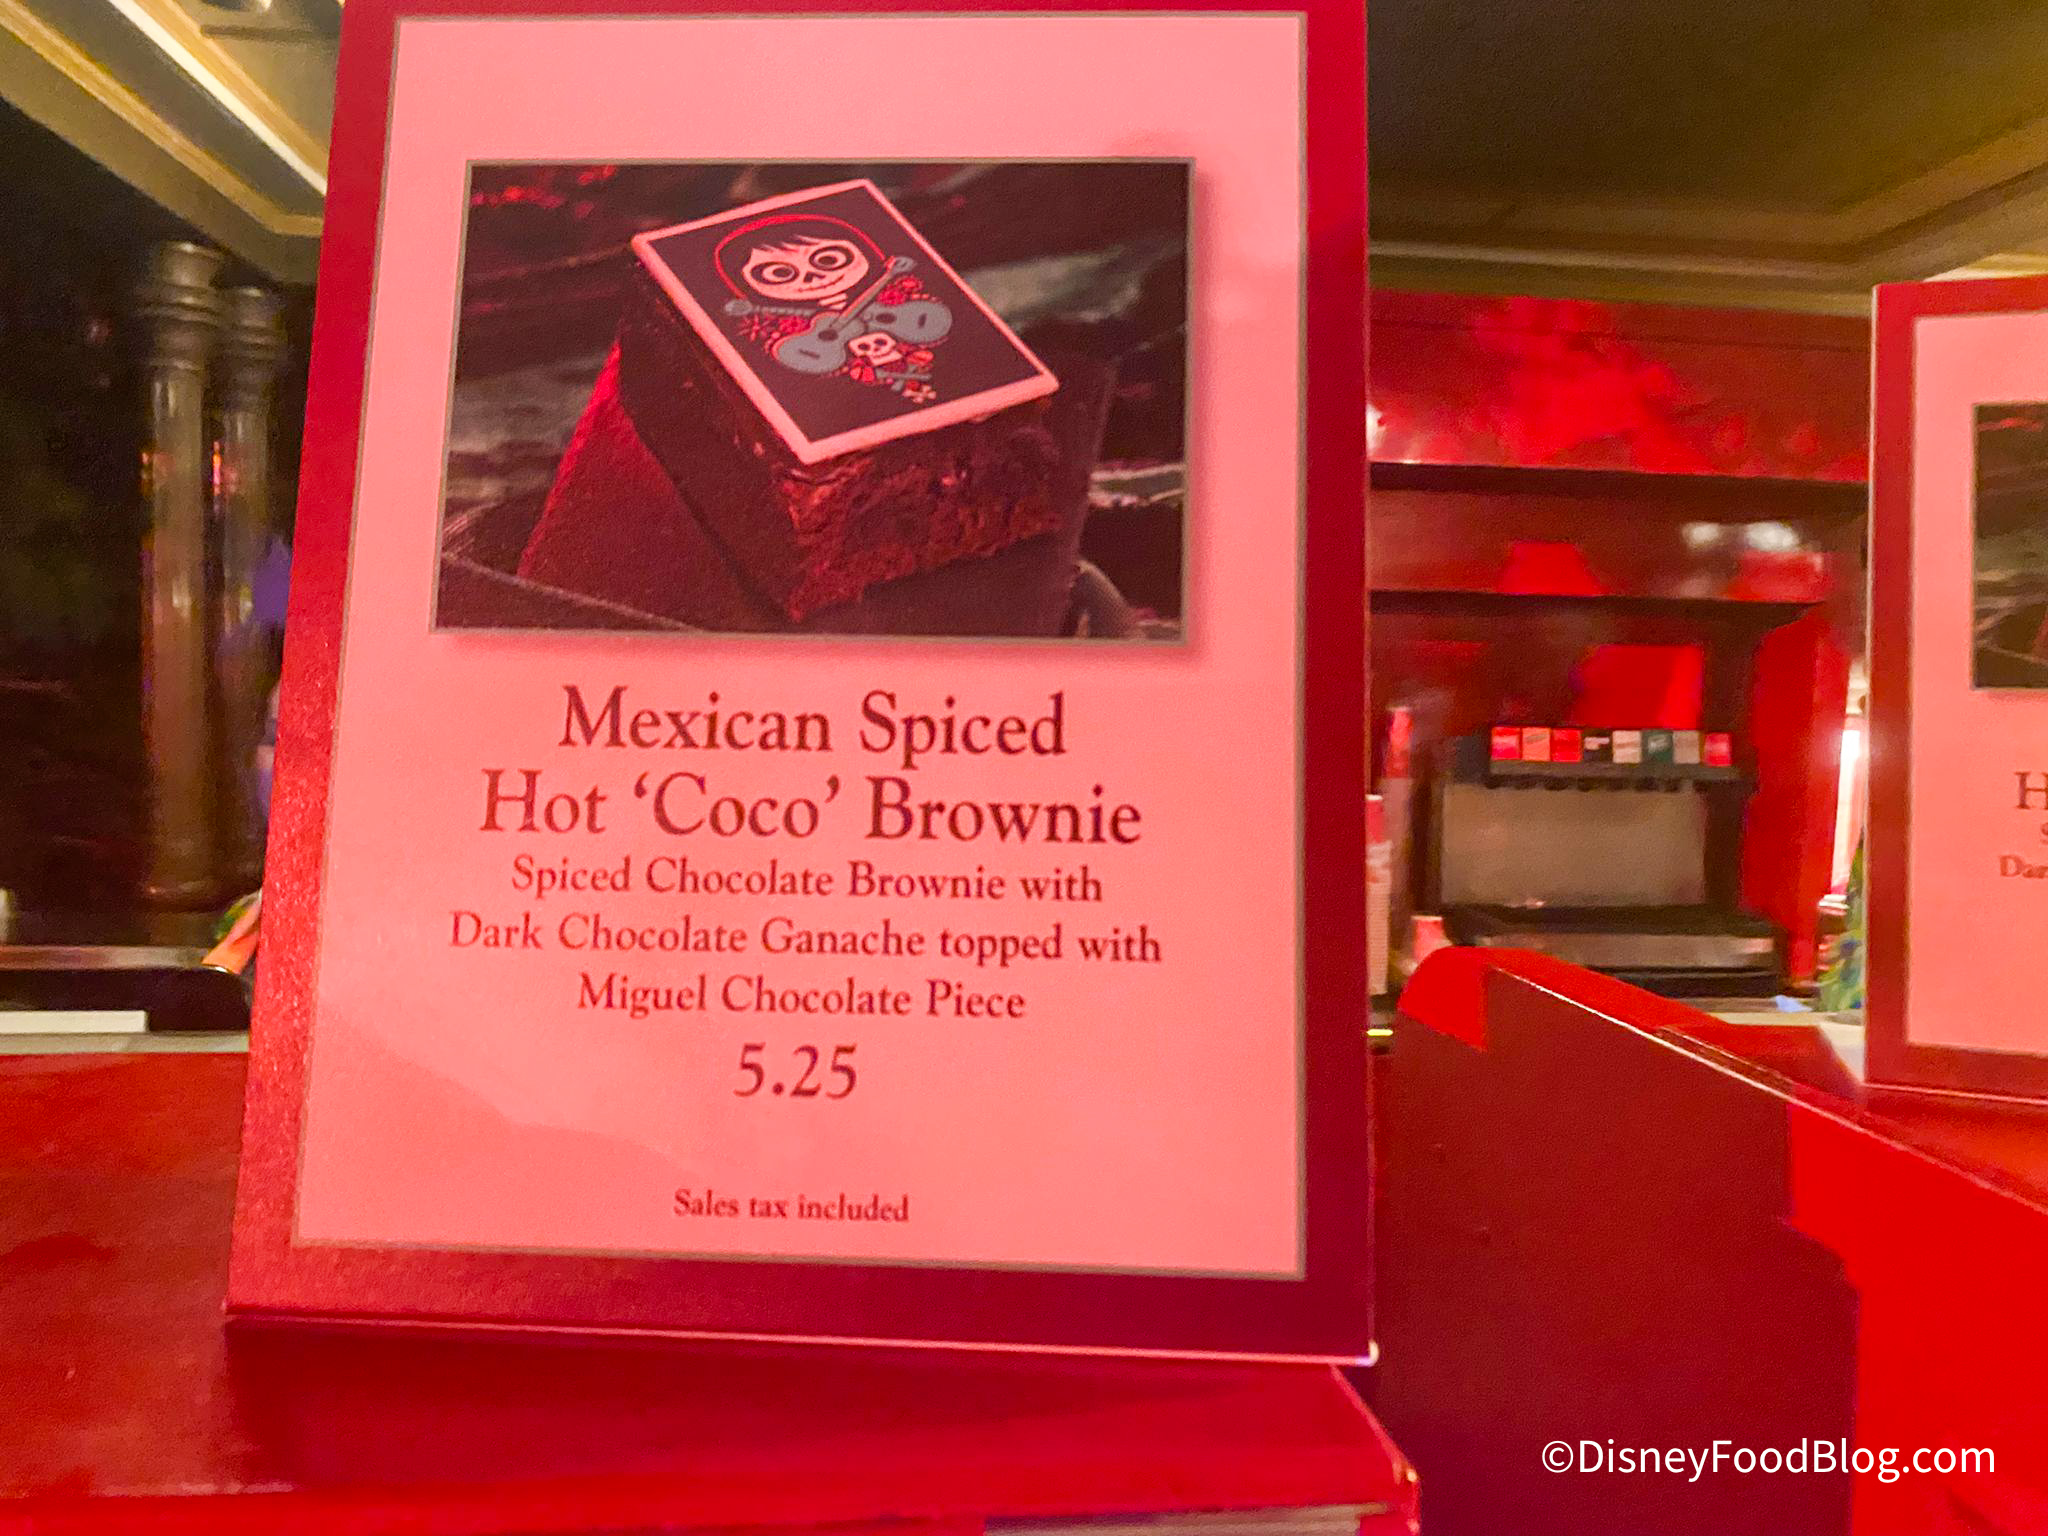 Mexican Spiced
Hot ‘Coco’ Brownie
Spiced Chocolate Brownie with
Dark Chocolate Ganache topped with
Miguel Chocolate Piece
5.25
Sales tax included
©DisneyFoodBlog.com